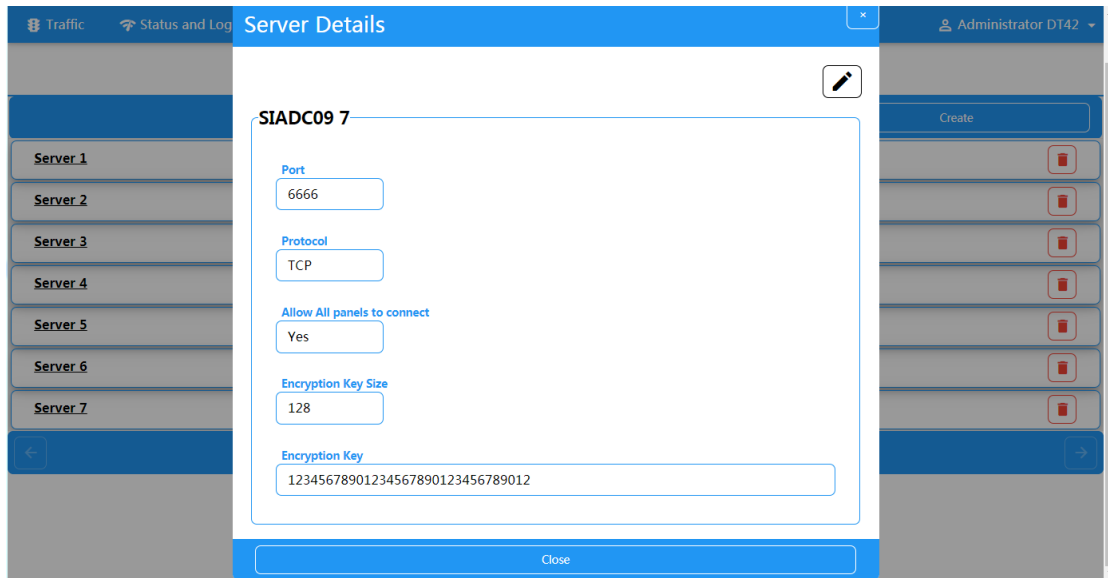 Traffic
Status and Log
Server Details
×
Administrator DT42
SIADC09 7
Create
Port
6666
Protocol
TCP
Allow All panels to connect
Yes
Encryption Key Size
128
Encryption Key
12345678901234567890123456789012
Server 1
Server 2
Server 3
Server 4
Server 5
Server 6
Server 7
Close